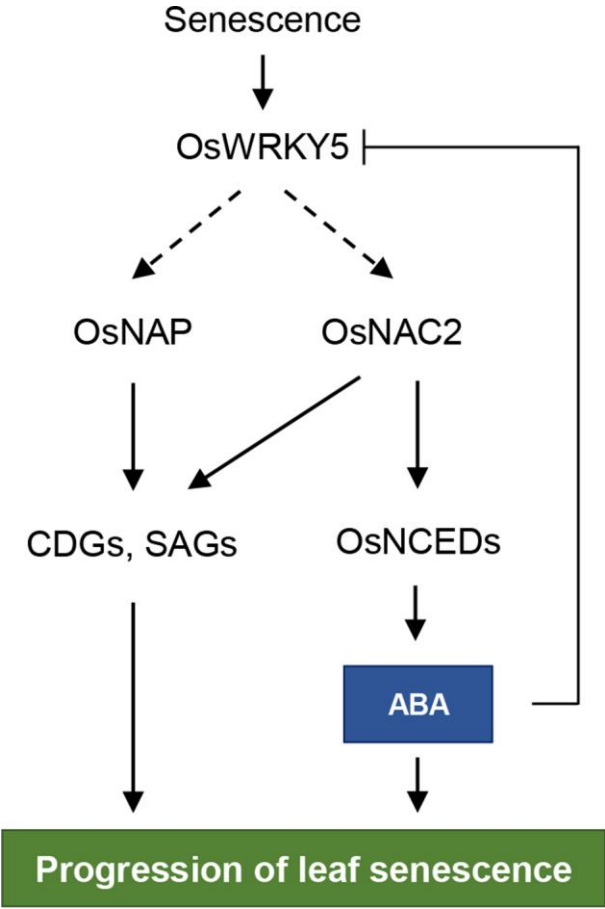 Senescence
OsWRKY5
OsNAP
OsNAC2
CDGs, SAGs
OsNCEDs
ABA
Progression of leaf senescence